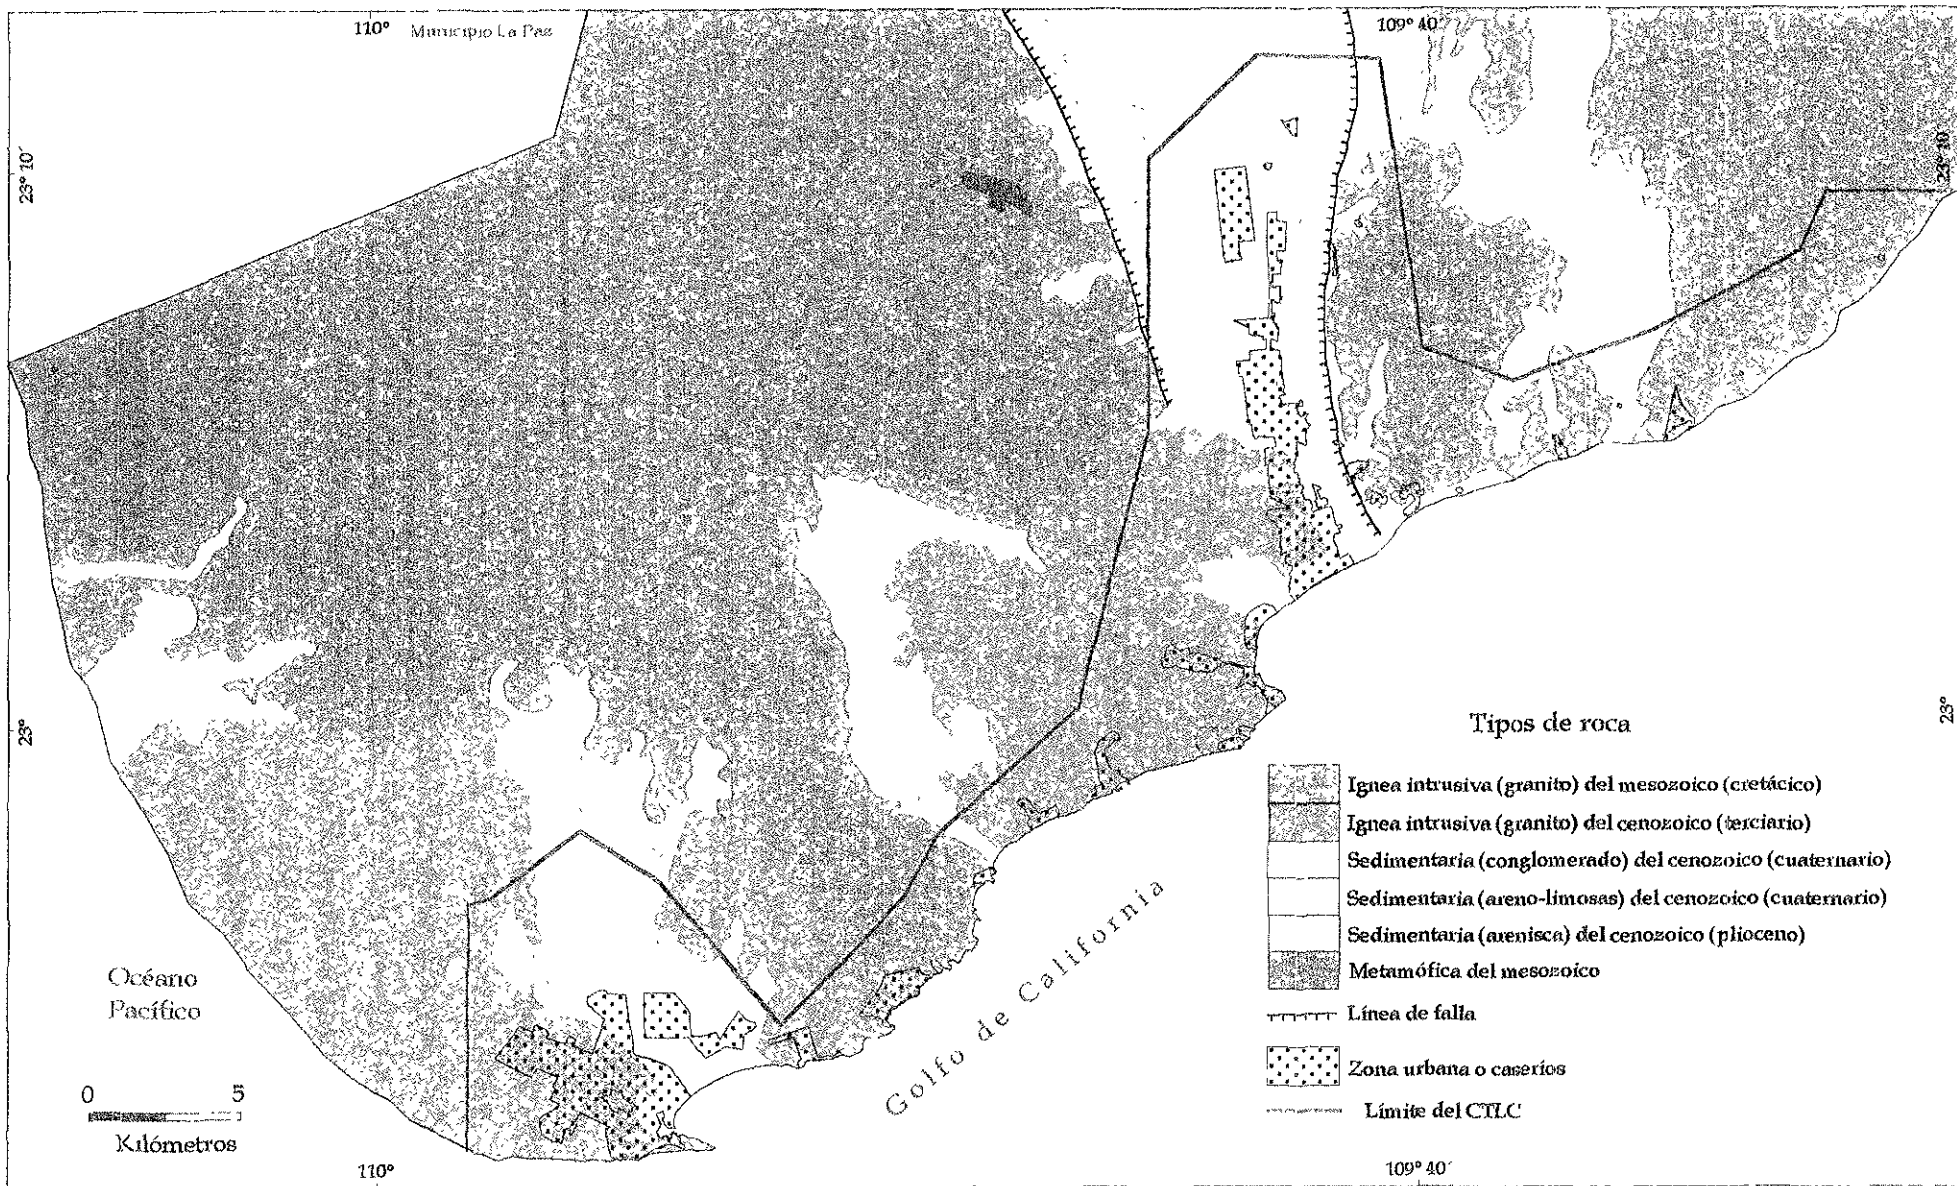 110°
Municipio La Paz
109° 40
23° 10´
23° 10
23°
23°
Tipos de roca
Ignea intrusiva (granito) del mesozoico (cretácico)
Ignea intrusiva (granito) del cenozoico (terciario)
Sedimentaria (conglomerado) del cenozoico (cuaternario)
Sedimentaria (areno-limosas) del cenozoico (cuaternario)
Sedimentaria (arenisca) del cenozoico (plioceno)
Metamófica del mesozoico
Línea de falla
Zona urbana o caseríos
Límite del CTLC
Océano
Pacífico
Golfo de California
0 5
Kilómetros
110°
109° 40´